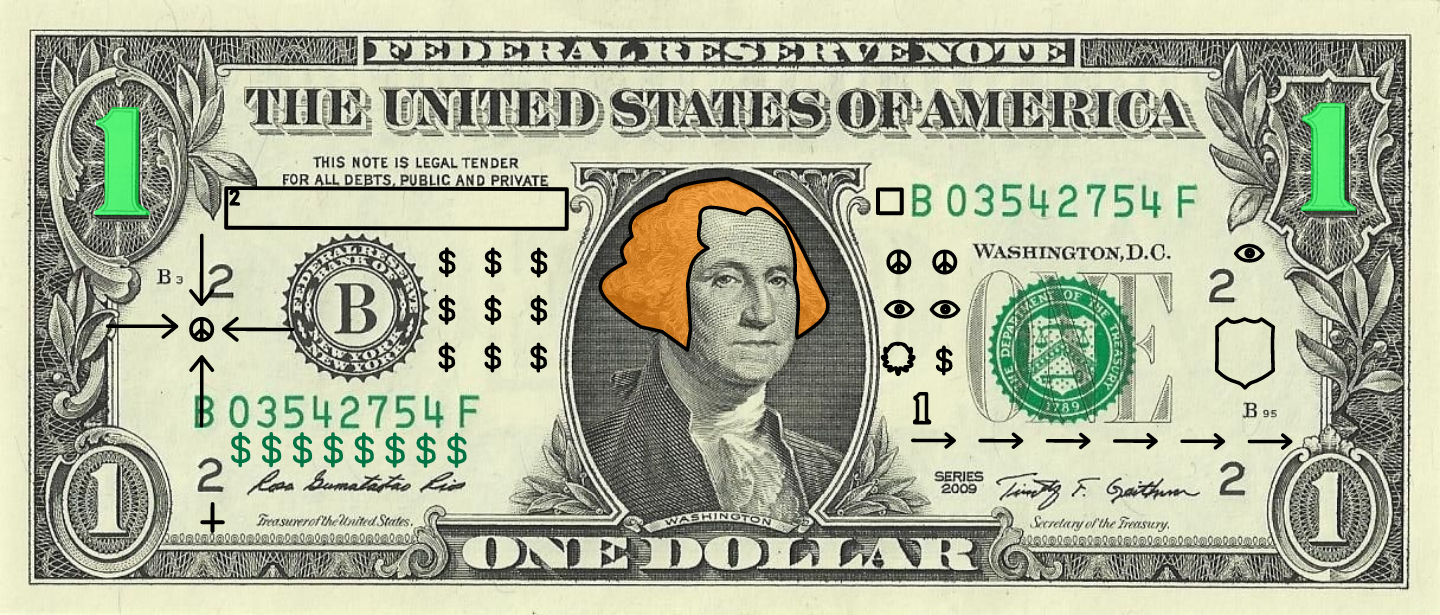 FEDERAL RESERVE NOTE
THE UNITED STATES OF AMERICA
1
1
THIS NOTE IS LEGAL TENDER
FOR ALL DEBTS, PUBLIC AND PRIVATE
2
B 03542754 F
WASHINGTON, D.C.
B 3
2
FEDERAL RESERVE BANK OF
NEW YORK
B
$ $ $
$ $ $
$ $ $
$
1
ONE
THE DEPARTMENT OF THE TREASURY
1789
2
B 95
B 03542754 F
$$$$$$$$
2
Rosa Gumatatao Rios
Treasurer of the United States.
+
SERIES
2009
Timothy F. Geithner
Secretary of the Treasury.
2
1
1
WASHINGTON
ONE DOLLAR